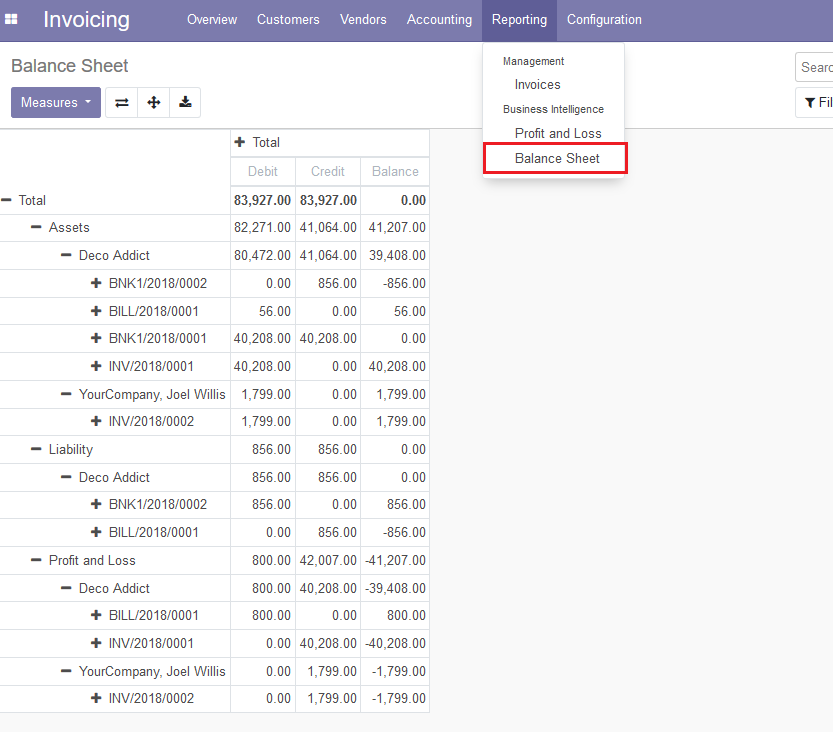 Invoicing Overview Customers Vendors Accounting Reporting Configuration
Balance Sheet
Management
Invoices
Business Intelligence
Profit and Loss
Balance Sheet
Searc
Measures
Fil
Total
Debit Credit Balance
Total 83,927.00 83,927.00 0.00
Assets 82,271.00 41,064.00 41,207.00
Deco Addict 80,472.00 41,064.00 39,408.00
BNK1/2018/0002 0.00 856.00 -856.00
BILL/2018/0001 56.00 0.00 56.00
BNK1/2018/0001 40,208.00 40,208.00 0.00
INV/2018/0001 40,208.00 0.00 40,208.00
YourCompany, Joel Willis 1,799.00 0.00 1,799.00
INV/2018/0002 1,799.00 0.00 1,799.00
Liability 856.00 856.00 0.00
Deco Addict 856.00 856.00 0.00
BNK1/2018/0002 856.00 0.00 856.00
BILL/2018/0001 0.00 856.00 -856.00
Profit and Loss 800.00 42,007.00 -41,207.00
Deco Addict 800.00 40,208.00 -39,408.00
BILL/2018/0001 800.00 0.00 800.00
INV/2018/0001 0.00 40,208.00 -40,208.00
YourCompany, Joel Willis 0.00 1,799.00 -1,799.00
INV/2018/0002 0.00 1,799.00 -1,799.00